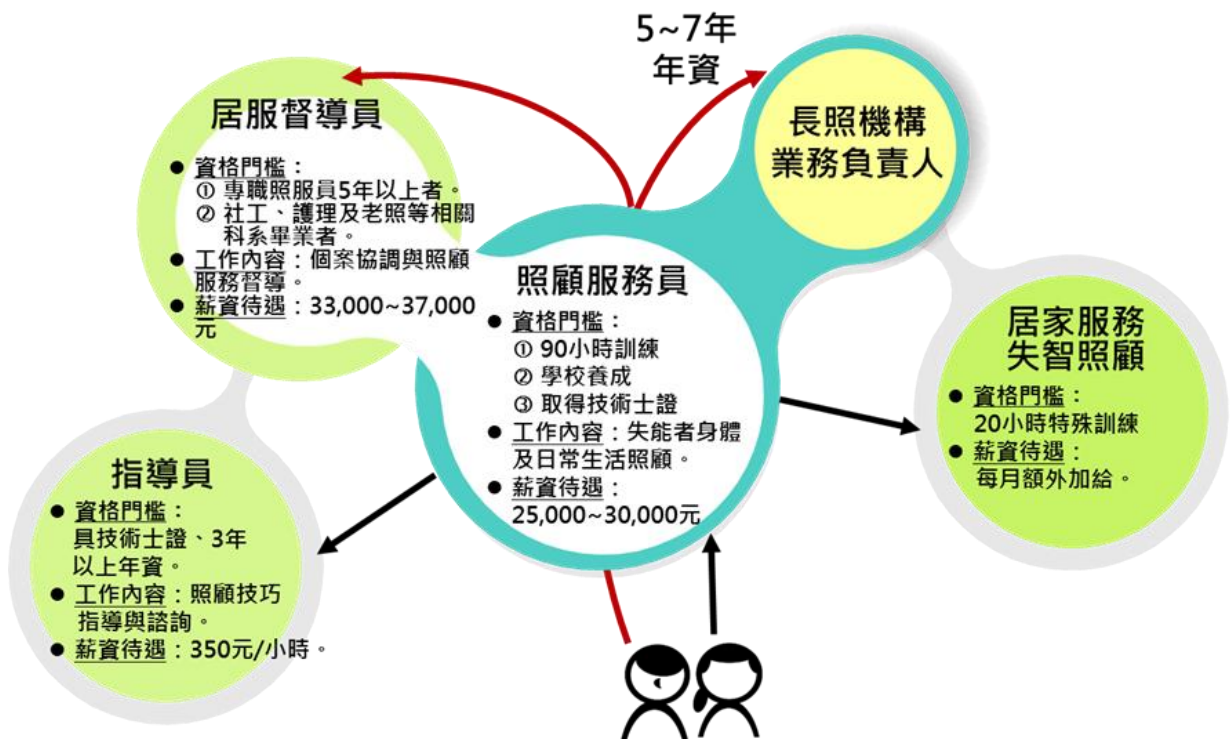 5~7年
年資
居服督導員
● 資格門檻：
① 專職照服員5年以上者。
② 社工、護理及老照等相關
科系畢業者。
● 工作內容：個案協調與照顧
服務督導。
● 薪資待遇：33,000~37,000
元
長照機構
業務負責人
照顧服務員
● 資格門檻：
① 90小時訓練
② 學校養成
③ 取得技術士證
● 工作內容：失能者身體
及日常生活照顧。
● 薪資待遇：
25,000~30,000元
居家服務
失智照顧
● 資格門檻：
20小時特殊訓練
● 薪資待遇：
每月額外加給。
指導員
● 資格門檻：
具技術士證、3年
以上年資。
● 工作內容：照顧技巧
指導與諮詢。
● 薪資待遇：350元/小時。